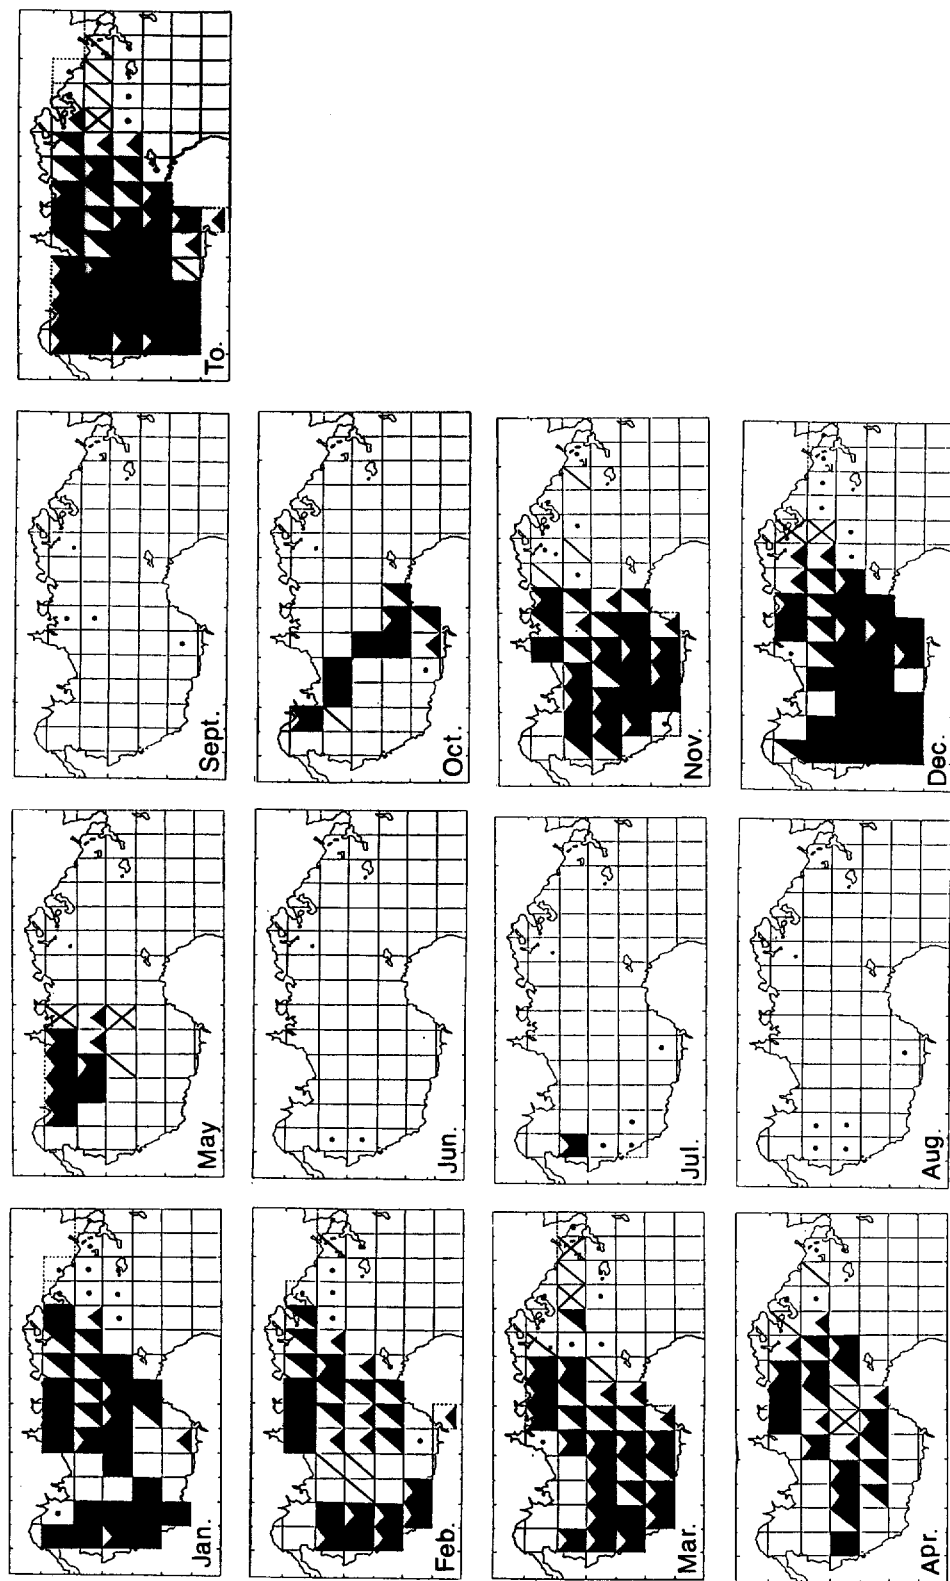 Jan.
Feb.
Mar.
Apr.
May
Jun.
Jul.
Aug.
Sept.
Oct.
Nov.
Dec.
To.